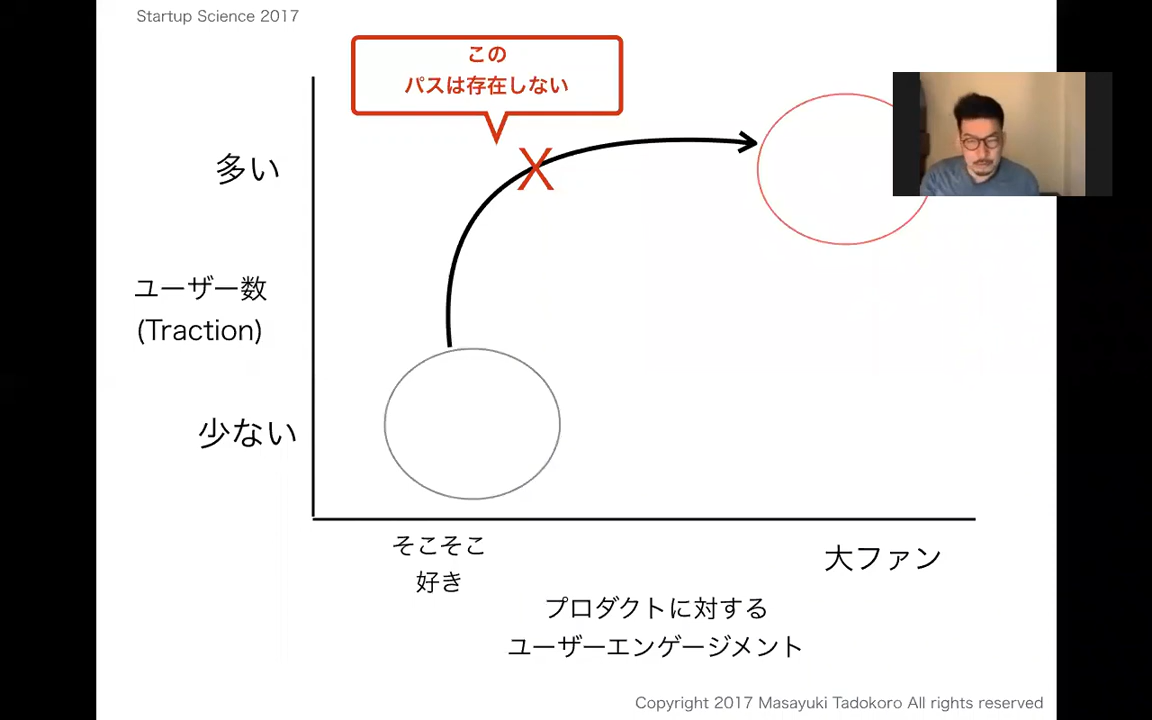 Startup Science 2017
この
パスは存在しない
X
多い
ユーザー数
(Traction)
少ない
そこそこ
好き
大ファン
プロダクトに対する
ユーザーエンゲージメント
Copyright 2017 Masayuki Tadokoro All rights reserved